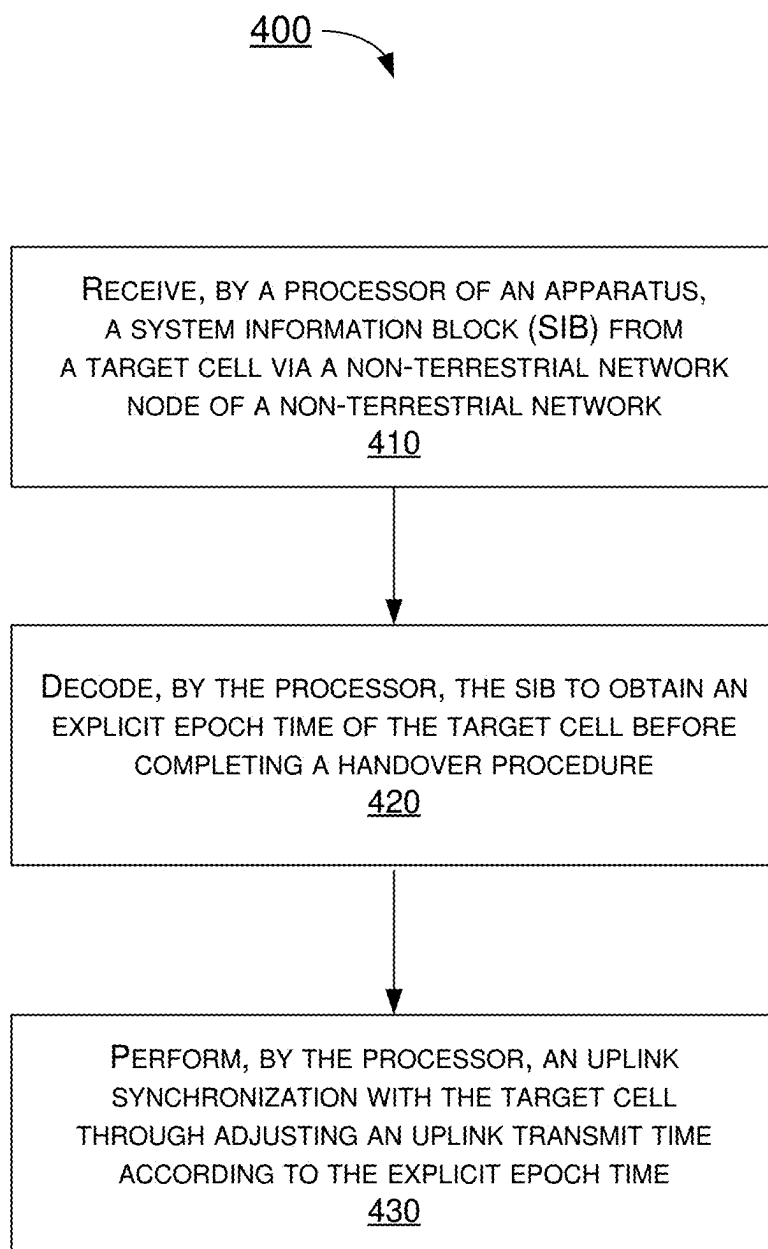 400
RECEIVE, BY A PROCESSOR OF AN APPARATUS,
A SYSTEM INFORMATION BLOCK (SIB) FROM
A TARGET CELL VIA A NON-TERRESTRIAL NETWORK
NODE OF A NON-TERRESTRIAL NETWORK
410
DECODE, BY THE PROCESSOR, THE SIB TO OBTAIN AN
EXPLICIT EPOCH TIME OF THE TARGET CELL BEFORE
COMPLETING A HANDOVER PROCEDURE
420
PERFORM, BY THE PROCESSOR, AN UPLINK
SYNCHRONIZATION WITH THE TARGET CELL
THROUGH ADJUSTING AN UPLINK TRANSMIT TIME
ACCORDING TO THE EXPLICIT EPOCH TIME
430